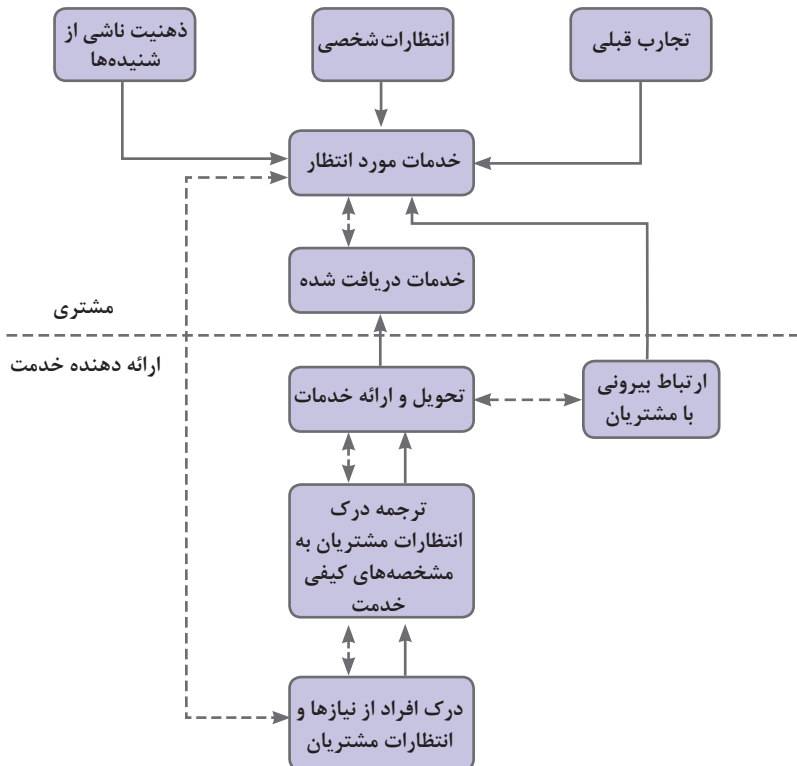 تجارب قبلی
انتظارات شخصی
ذهنیت ناشی از
شنیده‌ها
خدمات مورد انتظار
خدمات دریافت شده
مشتری
ارائه دهنده خدمت
تحویل و ارائه خدمات
ارتباط بیرونی
با مشتریان
ترجمه درک
انتظارات مشتریان به
مشخصه‌های کیفی
خدمت
درک افراد از نیازها و
انتظارات مشتریان